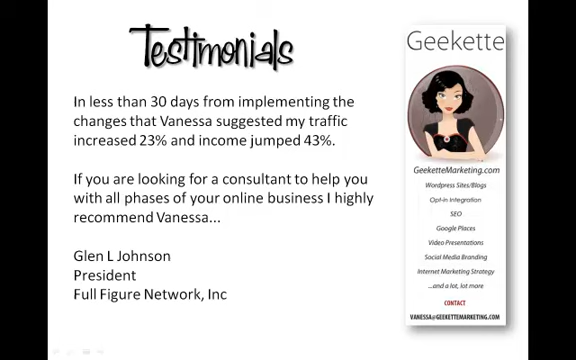 Testimonials
In less than 30 days from implementing the
changes that Vanessa suggested my traffic
increased 23% and income jumped 43%.
If you are looking for a consultant to help you
with all phases of your online business I highly
recommend Vanessa...
Glen L Johnson
President
Full Figure Network, Inc
Geekette
GeeketteMarketing.com
Wordpress Sites/Blogs
Opt-in Integration
SEO
Google Places
Video Presentations
Social Media Branding
Internet Marketing Strategy
...and a lot, lot more
CONTACT
VANESSA@GEEKETTEMARKETING.COM